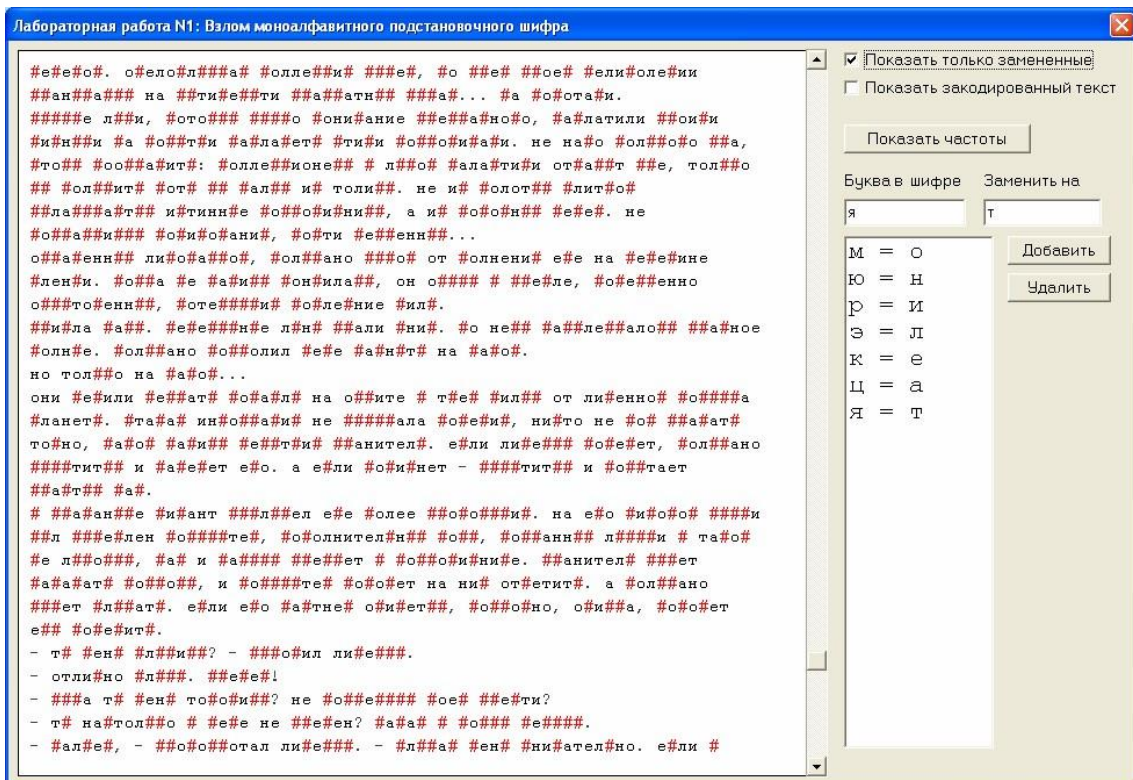 Лабораторная работа N1: Взлом моноалфавитного подстановочного шифра
#е#е#о#. о#ело#л###а# #олле##и# ###е#, #о ##е# ##ое# #ели#оле#ии
##ан##а### на ##ти#е##ти ##а##атн## ###а#... #а #о#ота#и.
#####е л##и, #ото### ####о #они#ание ##е##а#но#о, #а#латили ##ои#и
#и#н##и #а #о##т#и #а#ла#ет# #ти#и #о##о#и#а#и. не на#о #ол##о#о ##а,
#то## #оо##а#ит#: #олле##ионе## # л##о# #ала#ти#и от#а##т ##е, тол##о
## #ол##ит# #от# ## #ал## и# толи##. не и# #олот## #лит#о#
##ла###а#т## и#тинн#е #о##о#и#ни##, а и# #о#о#н## #е#е#. не
#о##а##и### #о#и#о#ани#, #о#ти #е##енн##...
о##а#енн## ли#о#а##о#, #ол##ано ###о# от #олнени# е#е на #е#е#ине
#лен#и. #о##а #е #а#и## #он#ила##, он о#### # ##е#ле, #о#е##енно
о###то#енн##, #оте####и# #о#ле#ние #ил#.
##и#ла #а##. #е#е###н#е л#н# ##али #ни#. #о не## #а##ле##ало## ##а#ное
#олн#е. #ол##ано #о##олил #е#е #а#н#т# на #а#о#.
но тол##о на #а#о#...
они #е#или #е##ат# #о#а#л# на о##ите # т#е# #ил## от ли#енно# #о####а
#ланет#. #та#а# ин#о##а#и# не #####ала #о#е#и#, ни#то не #о# ##а#ат#
то#но, #а#о# #а#и## #е##т#и# ##анител#. е#ли ли#е### #о#е#ет, #ол##ано
####тит## и #а#е#ет е#о. а е#ли #о#и#нет - ####тит## и #о##тает
##а#т## #а#.
# ##а#ан##е #и#ант ###л##ел е#е #олее ##о#о###и#. на е#о #и#о#о# ####и
##л ###е#лен #о####те#, #о#олнител#н## #о##, #о##анн## л####и # та#о#
#е л##о###, #а# и #а#### ##е##ет # #о##о#и#ни#е. ##анител# ###ет
#а#а#ат# #о##о##, и #о####те# #о#о#ет на ни# от#етит#. а #ол##ано
###ет #л##ат#. е#ли е#о #а#тне# о#и#ет##, #о##о#но, о#и##а, #о#о#ет
е## #о#е#ит#.
- т# #ен# #л##и##? - ###о#ил ли#е###.
- отли#но #л###. ##е#е#!
- ###а т# #ен# то#о#и##? не #о##е#### #ое# ##е#ти?
- т# на#тол##о # #е#е не ##е#ен? #а#а# # #о### #е####.
- #ал#е#, - ##о#о##отал ли#е###. - #л##а# #ен# #ни#ател#но. е#ли #
Показать только замененные
Показать закодированный текст
Показать частоты
Буква в шифре Заменить на
я т
м = о
ю = н
р = и
э = л
к = е
ц = а
я = т
Добавить
Удалить